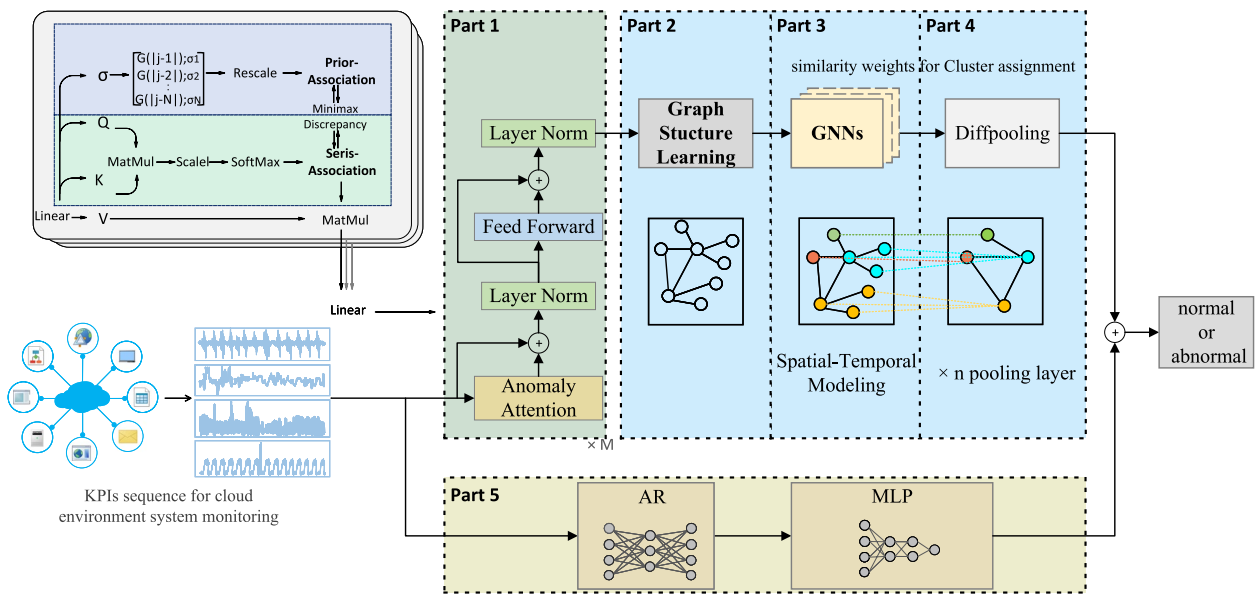 G(|j-1|);σ1
G(|j-2|);σ2
⋮
G(|j-N|);σN
σ
Rescale
Prior-
Association
Minimax
Discrepancy
Q
MatMul
Scalel
SoftMax
Seris-
Association
K
Linear
V
MatMul
Linear
KPIs sequence for cloud
environment system monitoring
Part 1
Layer Norm
+
Feed Forward
Layer Norm
+
Anomaly
Attention
× M
Part 2
Part 3
Part 4
similarity weights for Cluster assignment
Graph
Stucture
Learning
GNNs
Diffpooling
Spatial-Temporal
Modeling
× n pooling layer
Part 5
AR
MLP
+
normal
or
abnormal